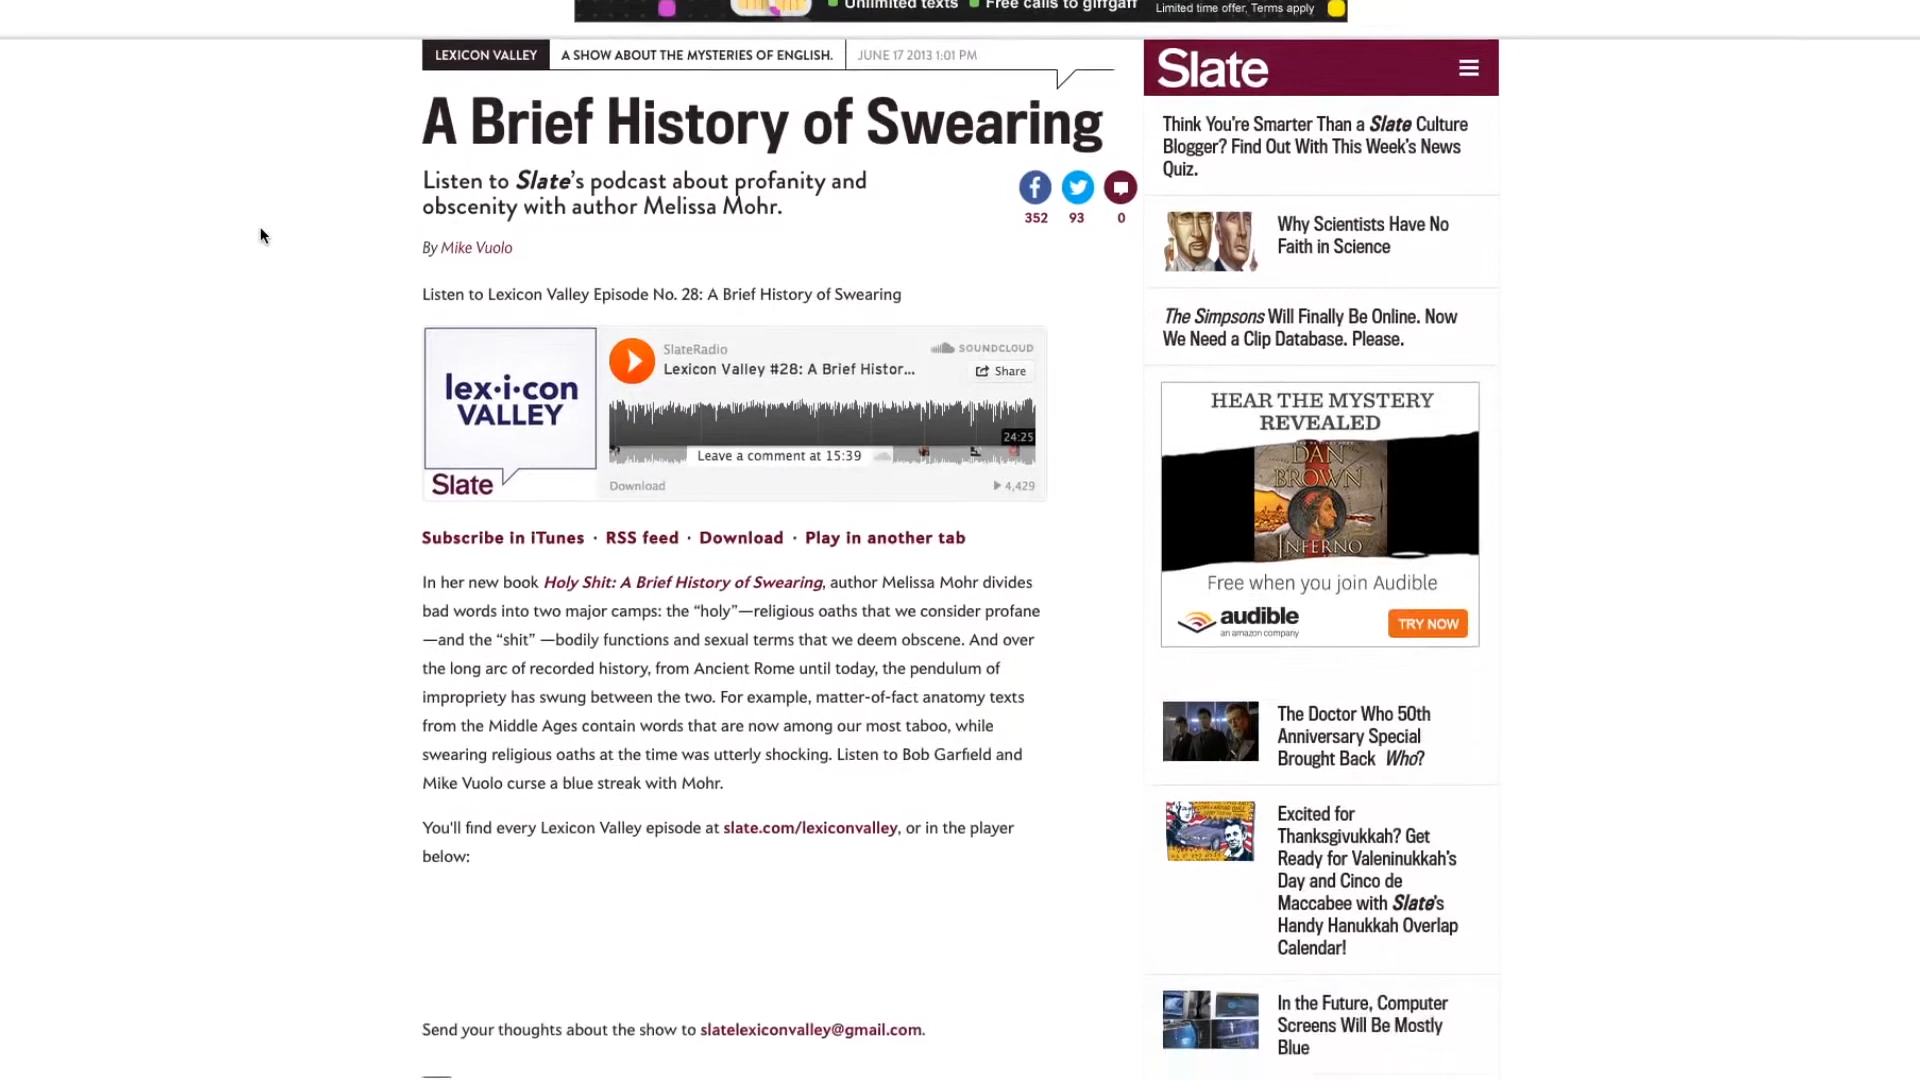 Unlimited texts Free calls to giffgaff Limited time offer, Terms apply
LEXICON VALLEY A SHOW ABOUT THE MYSTERIES OF ENGLISH. JUNE 17 2013 1:01 PM
A Brief History of Swearing
Listen to Slate's podcast about profanity and
obscenity with author Melissa Mohr.
352 93 0
By Mike Vuolo
Listen to Lexicon Valley Episode No. 28: A Brief History of Swearing
lex·i·con
VALLEY
Slate
SlateRadio
SOUNDCLOUD
Lexicon Valley #28: A Brief Histor...
Share
24:25
Leave a comment at 15:39
Download
4,429
Subscribe in iTunes · RSS feed · Download · Play in another tab
In her new book Holy Shit: A Brief History of Swearing, author Melissa Mohr divides
bad words into two major camps: the “holy”—religious oaths that we consider profane
—and the “shit” —bodily functions and sexual terms that we deem obscene. And over
the long arc of recorded history, from Ancient Rome until today, the pendulum of
impropriety has swung between the two. For example, matter-of-fact anatomy texts
from the Middle Ages contain words that are now among our most taboo, while
swearing religious oaths at the time was utterly shocking. Listen to Bob Garfield and
Mike Vuolo curse a blue streak with Mohr.
You'll find every Lexicon Valley episode at slate.com/lexiconvalley, or in the player
below:
Send your thoughts about the show to slatelexiconvalley@gmail.com.
Slate
Think You're Smarter Than a Slate Culture
Blogger? Find Out With This Week's News
Quiz.
Why Scientists Have No
Faith in Science
The Simpsons Will Finally Be Online. Now
We Need a Clip Database. Please.
HEAR THE MYSTERY
REVEALED
DAN
BROWN
INFERNO
Free when you join Audible
audible
an amazon company
TRY NOW
The Doctor Who 50th
Anniversary Special
Brought Back Who?
Excited for
Thanksgivukkah? Get
Ready for Valeninukkah's
Day and Cinco de
Maccabee with Slate's
Handy Hanukkah Overlap
Calendar!
In the Future, Computer
Screens Will Be Mostly
Blue